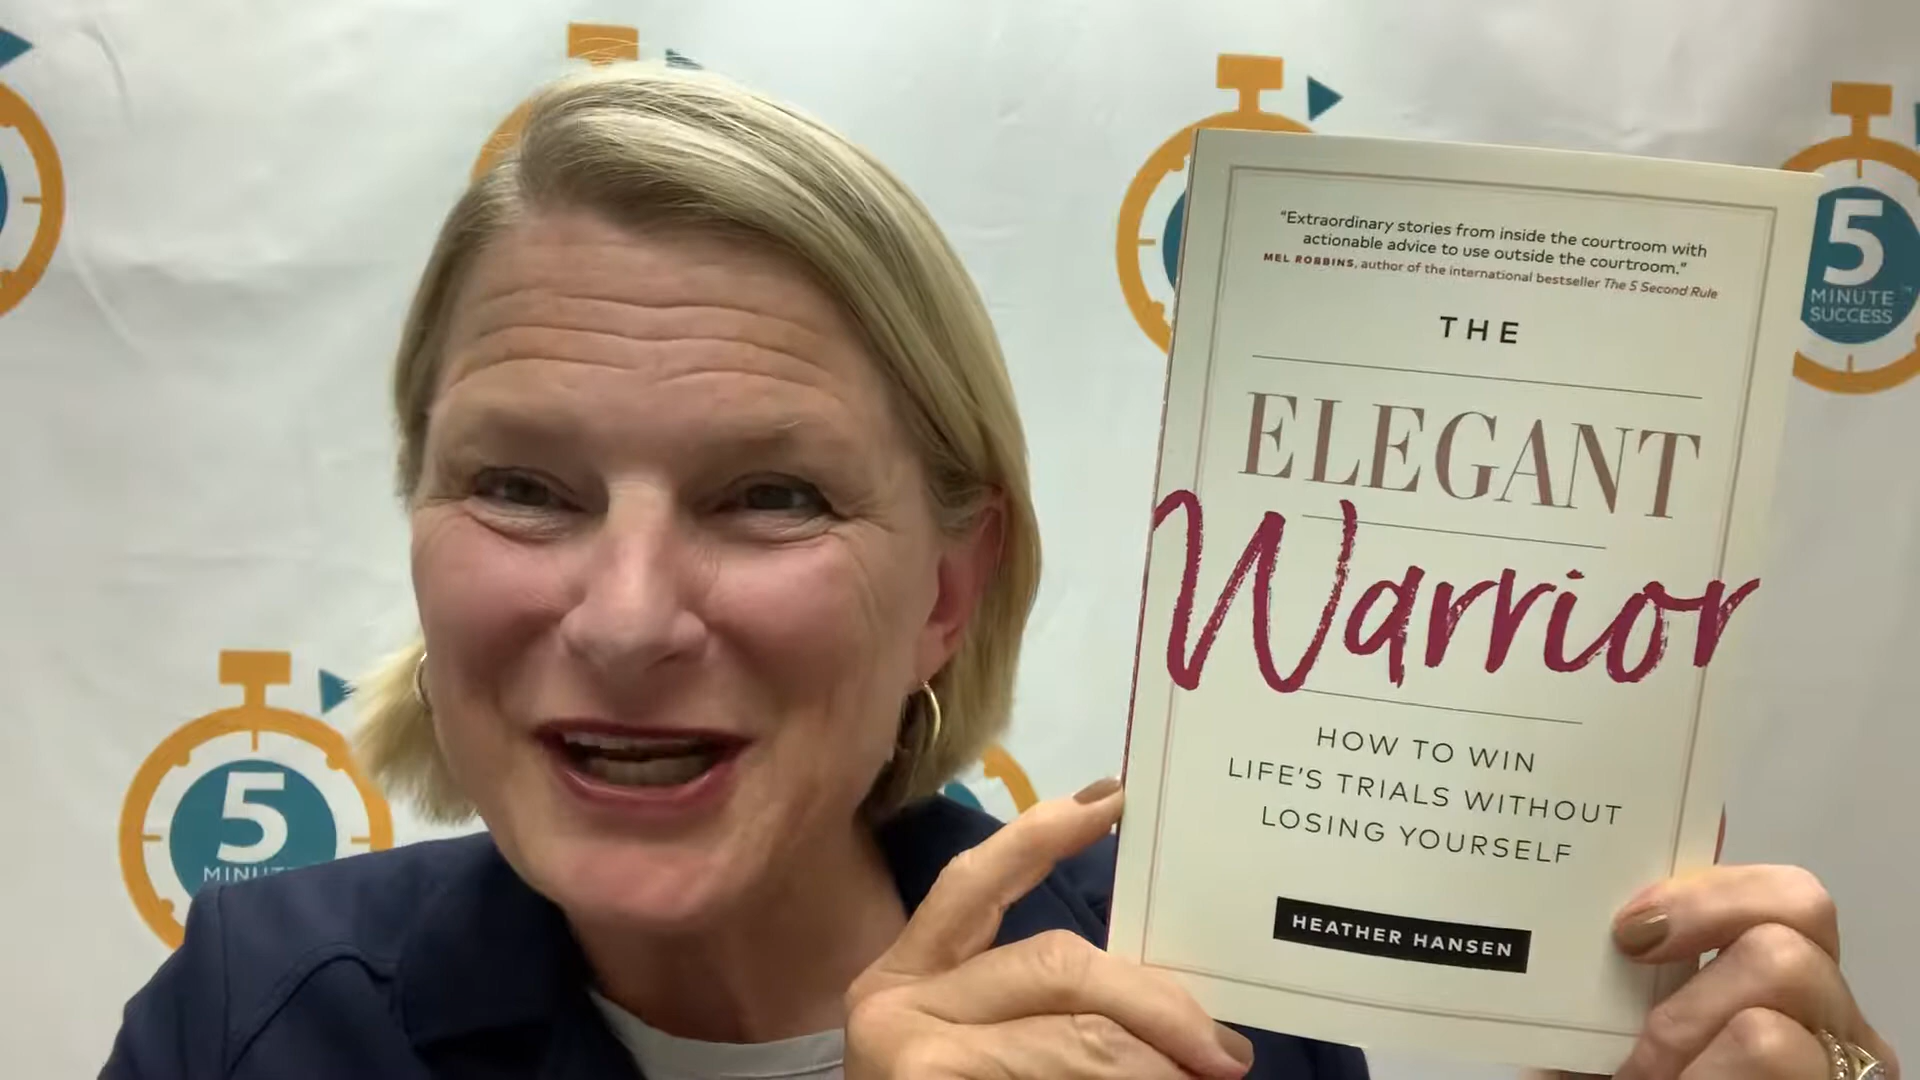 "Extraordinary stories from inside the courtroom with
actionable advice to use outside the courtroom."
MEL ROBBINS, author of the international bestseller The 5 Second Rule
THE
ELEGANT
Warrior
HOW TO WIN
LIFE'S TRIALS WITHOUT
LOSING YOURSELF
HEATHER HANSEN
5
MINUTE
SUCCESS
5
MINUTE